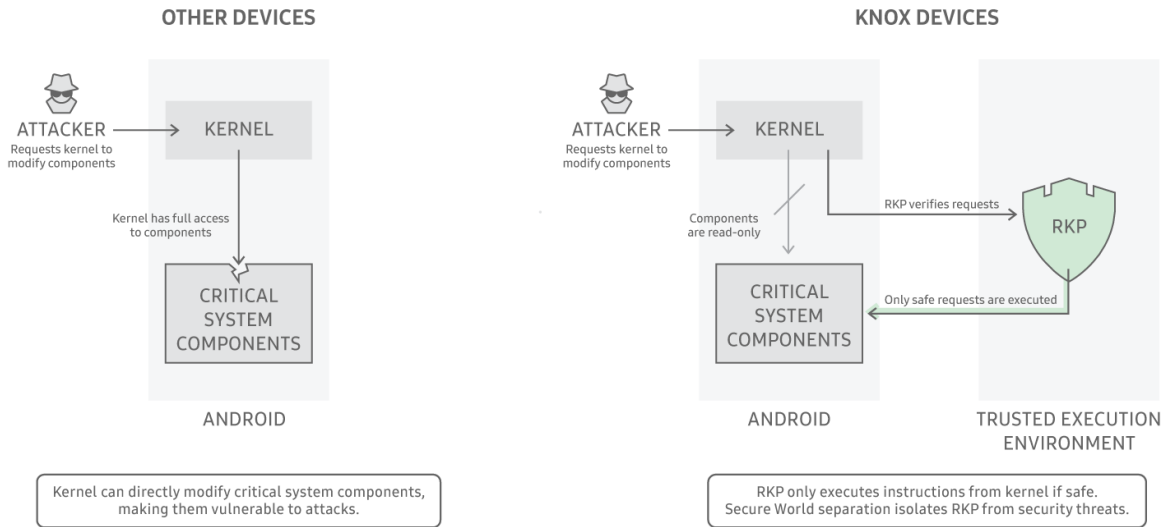 OTHER DEVICES
ATTACKER
Requests kernel to
modify components
KERNEL
Kernel has full access
to components
CRITICAL
SYSTEM
COMPONENTS
ANDROID
Kernel can directly modify critical system components,
making them vulnerable to attacks.
KNOX DEVICES
ATTACKER
Requests kernel to
modify components
KERNEL
Components
are read-only
RKP verifies requests
RKP
Only safe requests are executed
CRITICAL
SYSTEM
COMPONENTS
ANDROID
TRUSTED EXECUTION
ENVIRONMENT
RKP only executes instructions from kernel if safe.
Secure World separation isolates RKP from security threats.